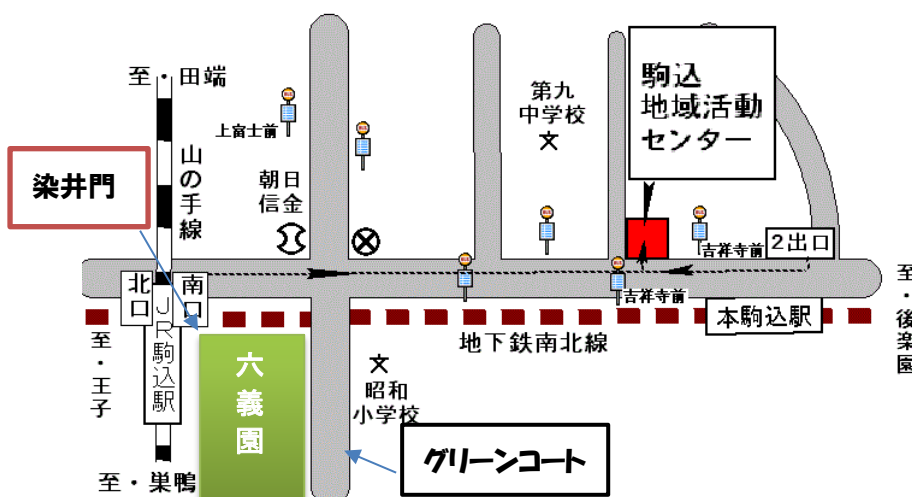 至・田端
山の手線
上富士前
朝日
信金
染井門
第九
中学校
駒込
地域活動
センター
吉祥寺前
2出口
北口
南口
JR駒込駅
吉祥寺前
本駒込駅
至・後楽園
地下鉄南北線
至・王子
六義園
昭和
小学校
グリーンコート
至・巣鴨